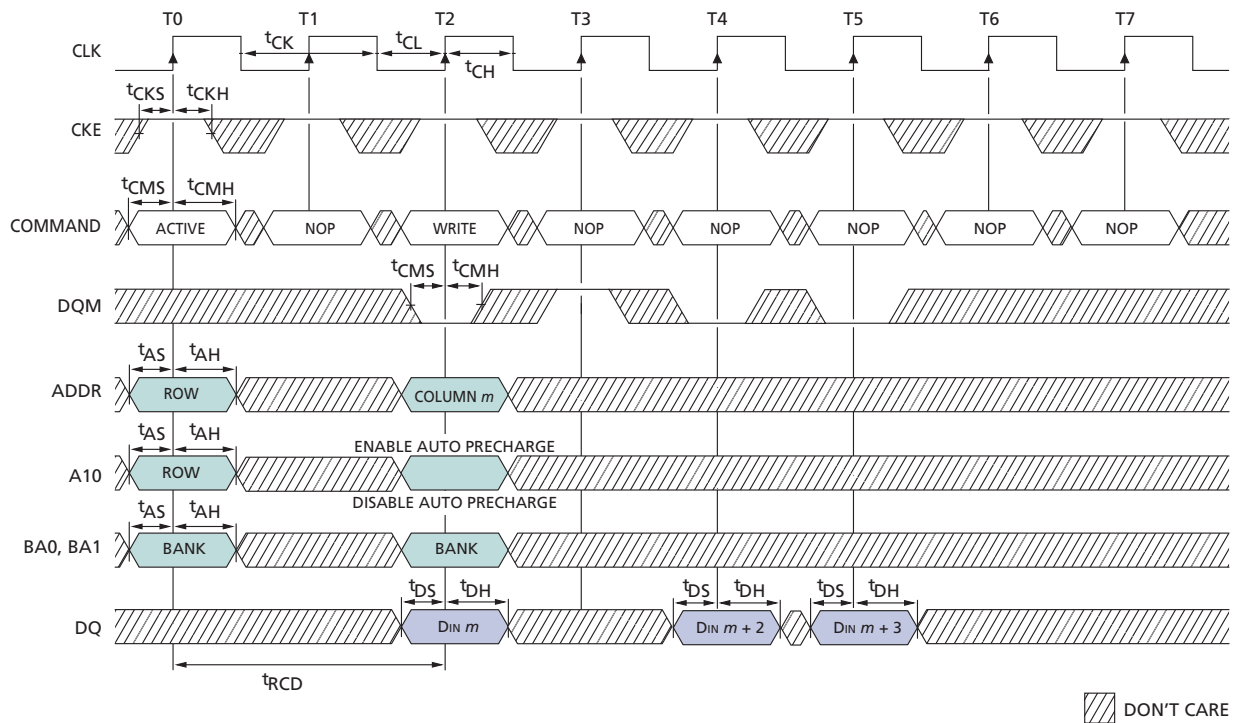 T0 T1 T2 T3 T4 T5 T6 T7
CLK tCK tCL tCH
tCKS tCKH
CKE
tCMS tCMH
COMMAND ACTIVE NOP WRITE NOP NOP NOP NOP NOP
tCMS tCMH
DQM
tAS tAH
ADDR ROW COLUMN m
tAS tAH ENABLE AUTO PRECHARGE
A10 ROW
DISABLE AUTO PRECHARGE
tAS tAH
BA0, BA1 BANK BANK
tDS tDH tDS tDH tDS tDH
DQ DIN m DIN m + 2 DIN m + 3
tRCD
DON'T CARE